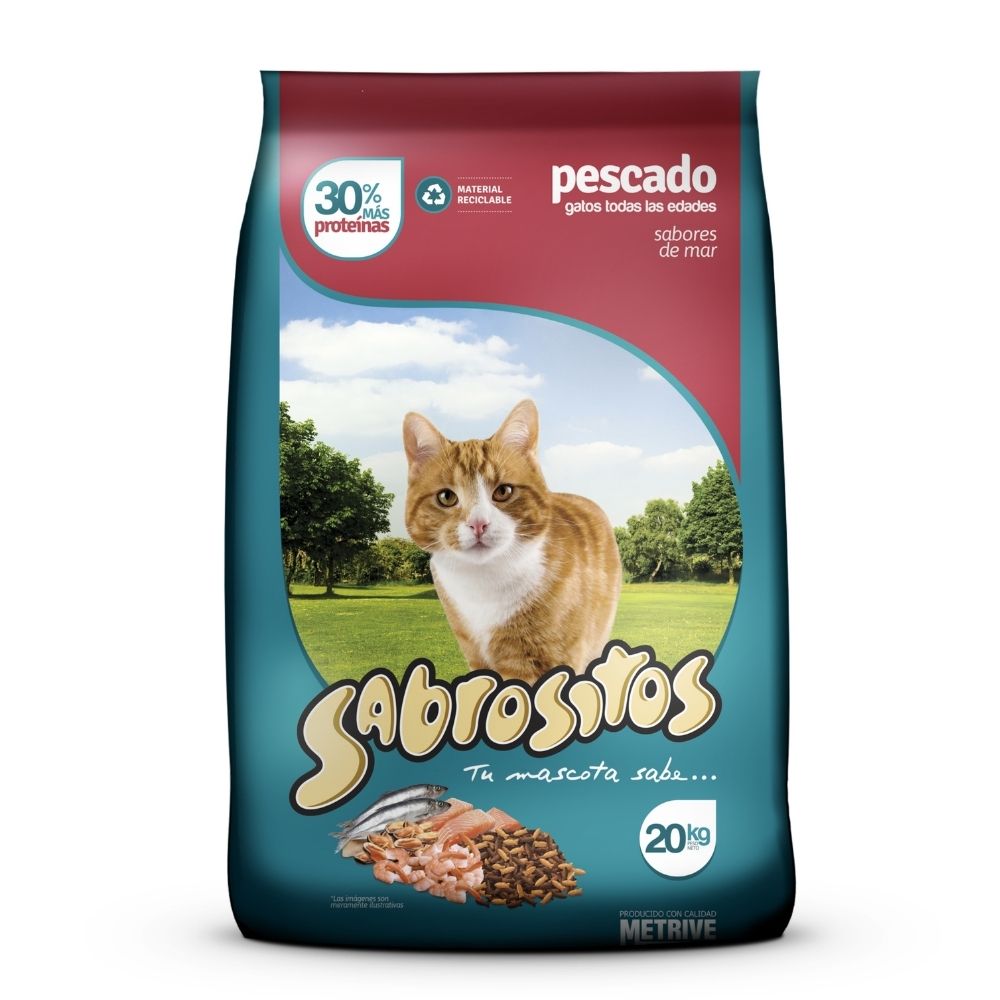 30%
MÁS
proteínas
MATERIAL
RECICLABLE
pescado
gatos todas las edades
sabores
de mar
Sabrositos
Tu mascota sabe...
20kg
PESO
NETO
*Las imágenes son
meramente ilustrativas
PRODUCIDO CON CALIDAD
METRIVE